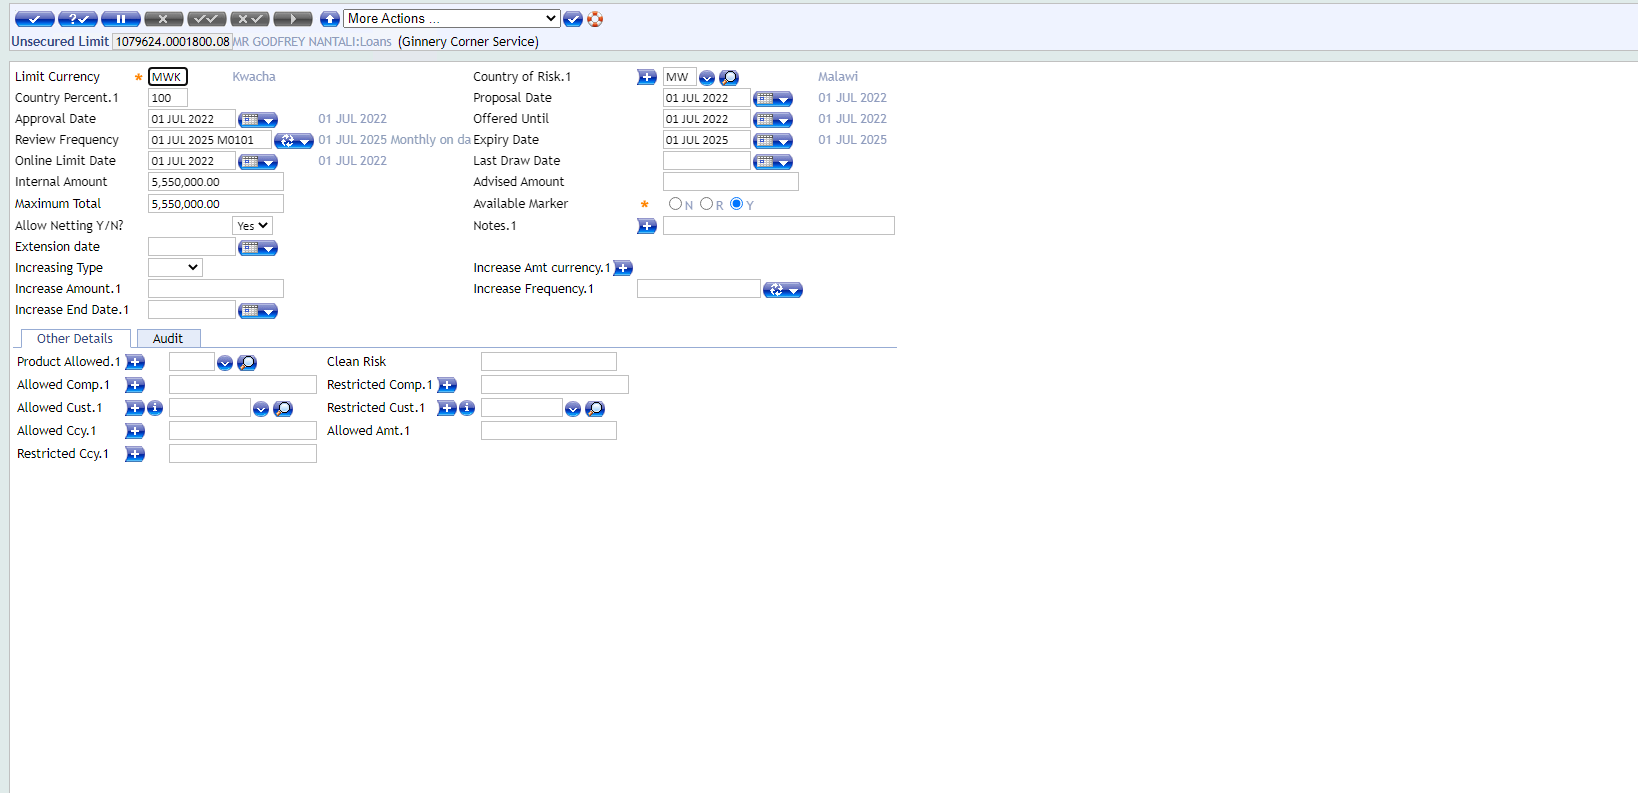 More Actions ...
Unsecured Limit 1079624.0001800.08 MR GODFREY NANTALI:Loans (Ginnery Corner Service)
Limit Currency * MWK Kwacha Country of Risk.1 MW Malawi
Country Percent.1 100 Proposal Date 01 JUL 2022 01 JUL 2022
Approval Date 01 JUL 2022 01 JUL 2022 Offered Until 01 JUL 2022 01 JUL 2022
Review Frequency 01 JUL 2025 M0101 01 JUL 2025 Monthly on da Expiry Date 01 JUL 2025 01 JUL 2025
Online Limit Date 01 JUL 2022 01 JUL 2022 Last Draw Date
Internal Amount 5,550,000.00 Advised Amount
Maximum Total 5,550,000.00 Available Marker * N R Y
Allow Netting Y/N? Yes Notes.1
Extension date
Increasing Type Increase Amt currency.1
Increase Amount.1 Increase Frequency.1
Increase End Date.1
Other Details Audit
Product Allowed.1 Clean Risk
Allowed Comp.1 Restricted Comp.1
Allowed Cust.1 Restricted Cust.1
Allowed Ccy.1 Allowed Amt.1
Restricted Ccy.1